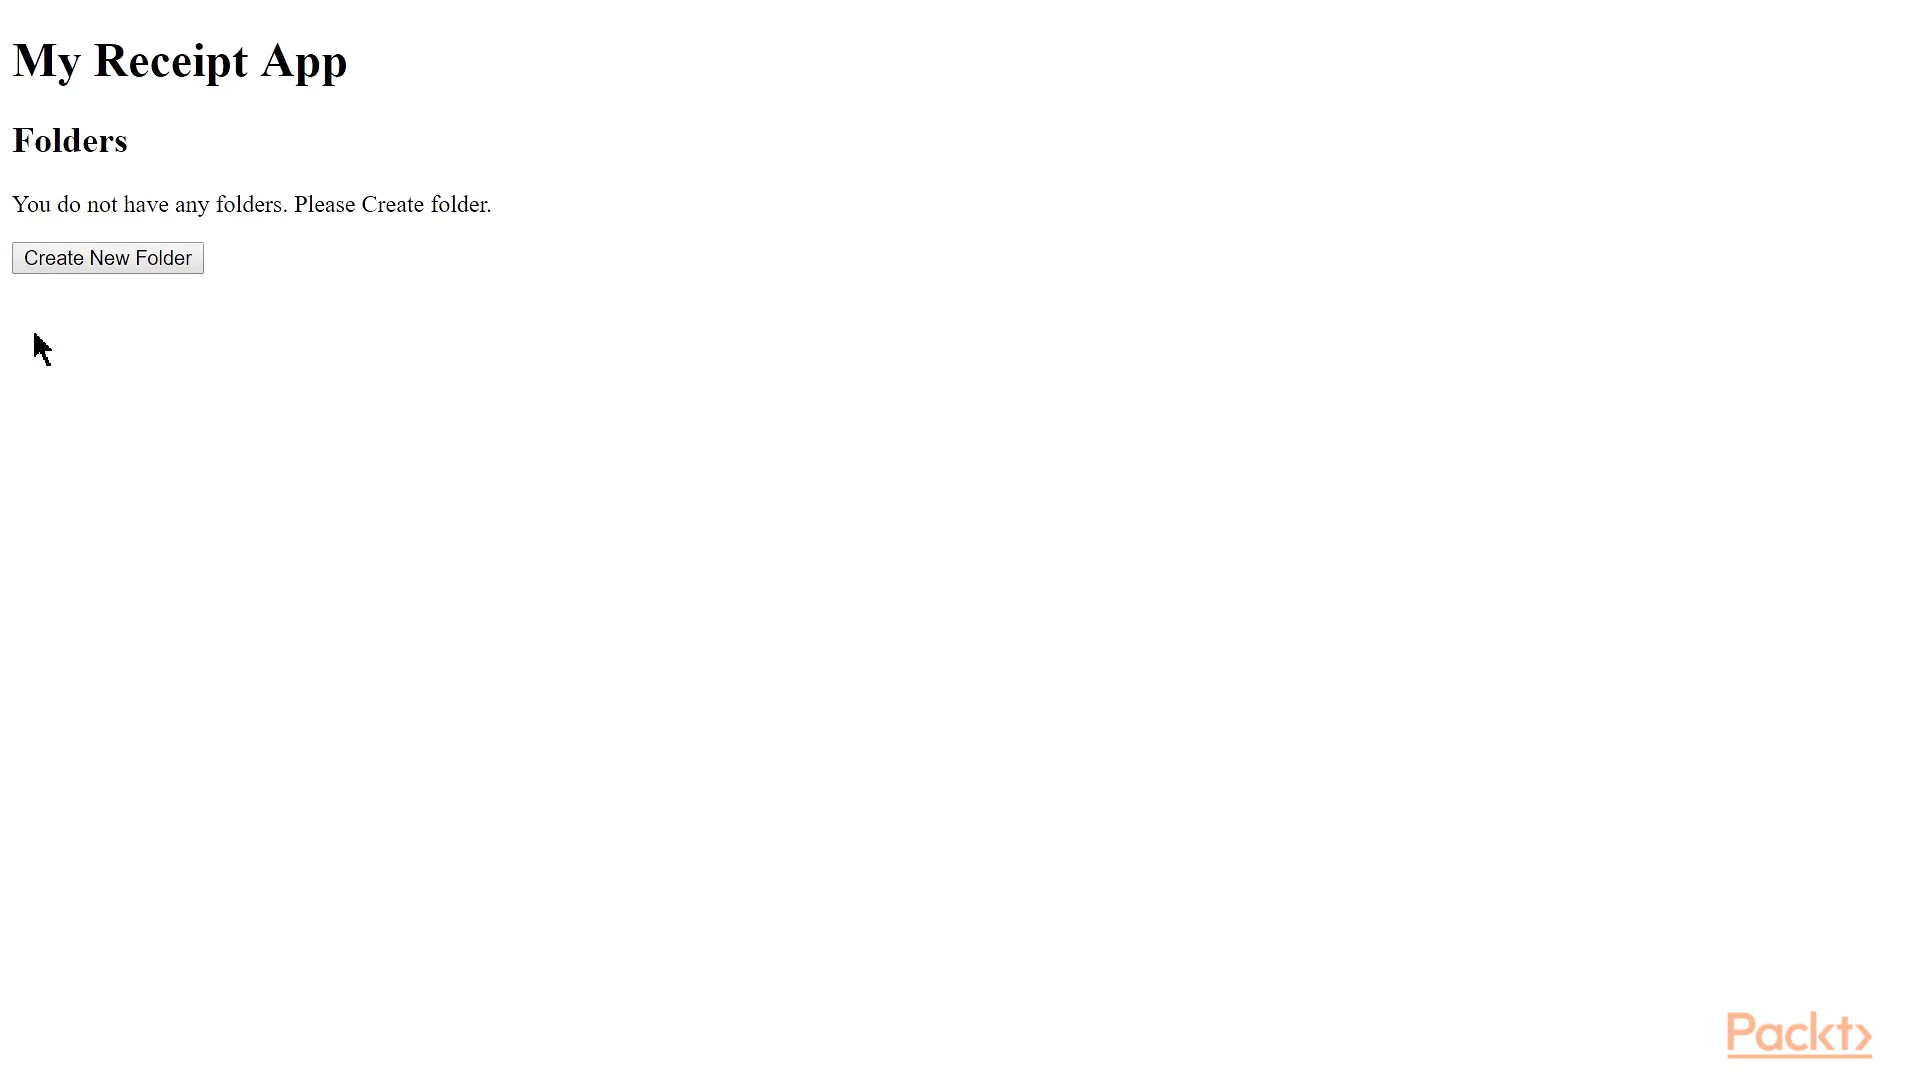 My Receipt App
Folders
You do not have any folders. Please Create folder.
Create New Folder
Packt>